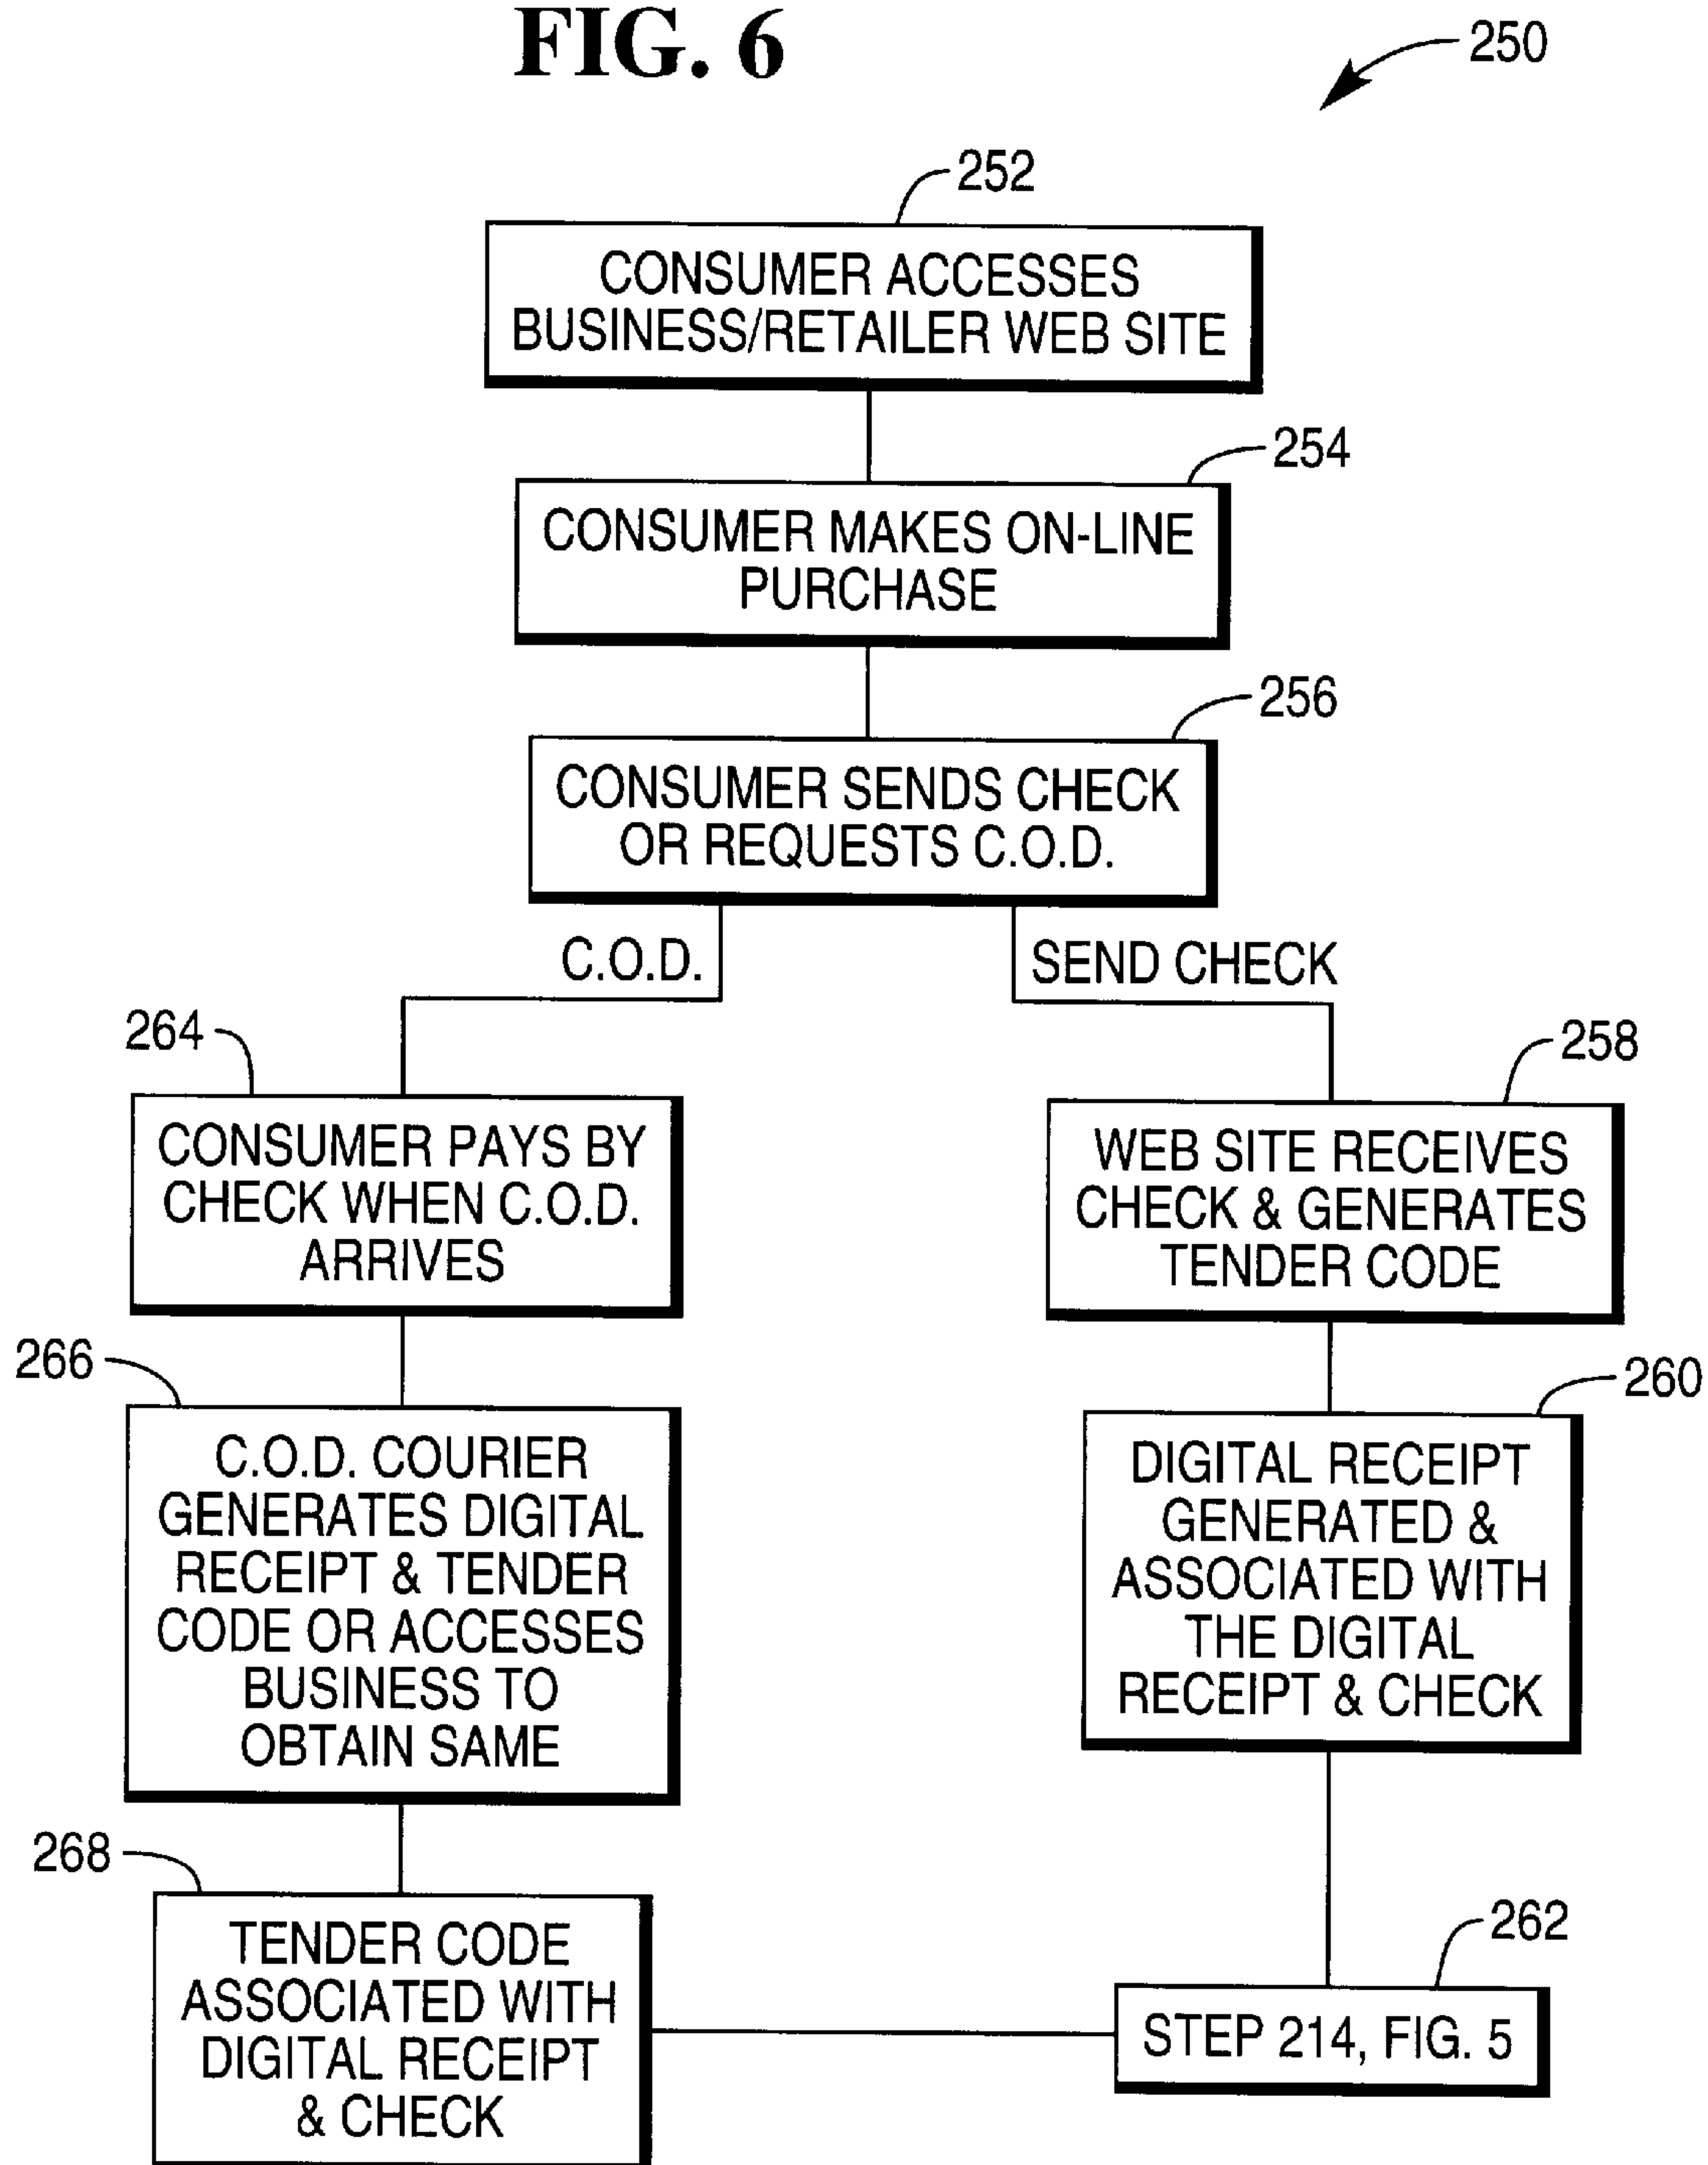 FIG. 6
250
252
CONSUMER ACCESSES
BUSINESS/RETAILER WEB SITE
254
CONSUMER MAKES ON-LINE
PURCHASE
256
CONSUMER SENDS CHECK
OR REQUESTS C.O.D.
C.O.D.
SEND CHECK
264
CONSUMER PAYS BY
CHECK WHEN C.O.D.
ARRIVES
258
WEB SITE RECEIVES
CHECK & GENERATES
TENDER CODE
266
C.O.D. COURIER
GENERATES DIGITAL
RECEIPT & TENDER
CODE OR ACCESSES
BUSINESS TO
OBTAIN SAME
260
DIGITAL RECEIPT
GENERATED &
ASSOCIATED WITH
THE DIGITAL
RECEIPT & CHECK
268
TENDER CODE
ASSOCIATED WITH
DIGITAL RECEIPT
& CHECK
262
STEP 214, FIG. 5